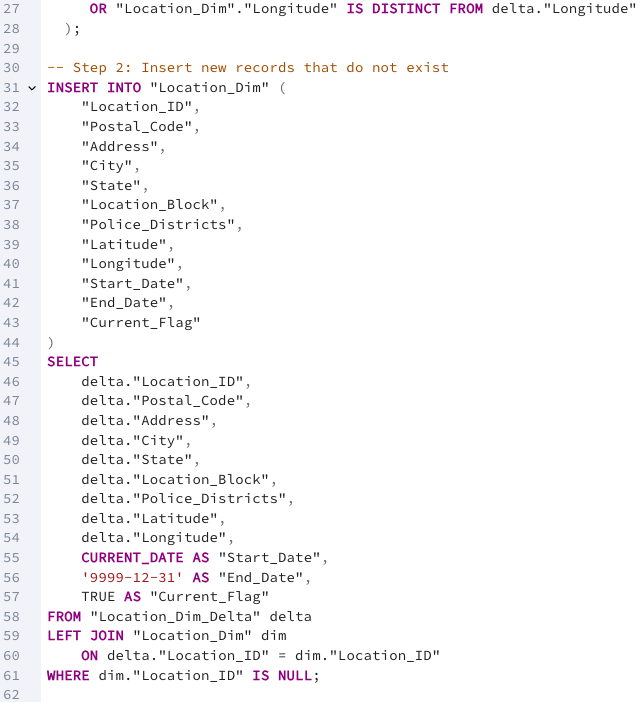 27 OR "Location_Dim"."Longitude" IS DISTINCT FROM delta."Longitude"
28 );
29
30 -- Step 2: Insert new records that do not exist
31 INSERT INTO "Location_Dim" (
32 "Location_ID",
33 "Postal_Code",
34 "Address",
35 "City",
36 "State",
37 "Location_Block",
38 "Police_Districts",
39 "Latitude",
40 "Longitude",
41 "Start_Date",
42 "End_Date",
43 "Current_Flag"
44 )
45 SELECT
46 delta."Location_ID",
47 delta."Postal_Code",
48 delta."Address",
49 delta."City",
50 delta."State",
51 delta."Location_Block",
52 delta."Police_Districts",
53 delta."Latitude",
54 delta."Longitude",
55 CURRENT_DATE AS "Start_Date",
56 '9999-12-31' AS "End_Date",
57 TRUE AS "Current_Flag"
58 FROM "Location_Dim_Delta" delta
59 LEFT JOIN "Location_Dim" dim
60 ON delta."Location_ID" = dim."Location_ID"
61 WHERE dim."Location_ID" IS NULL;
62